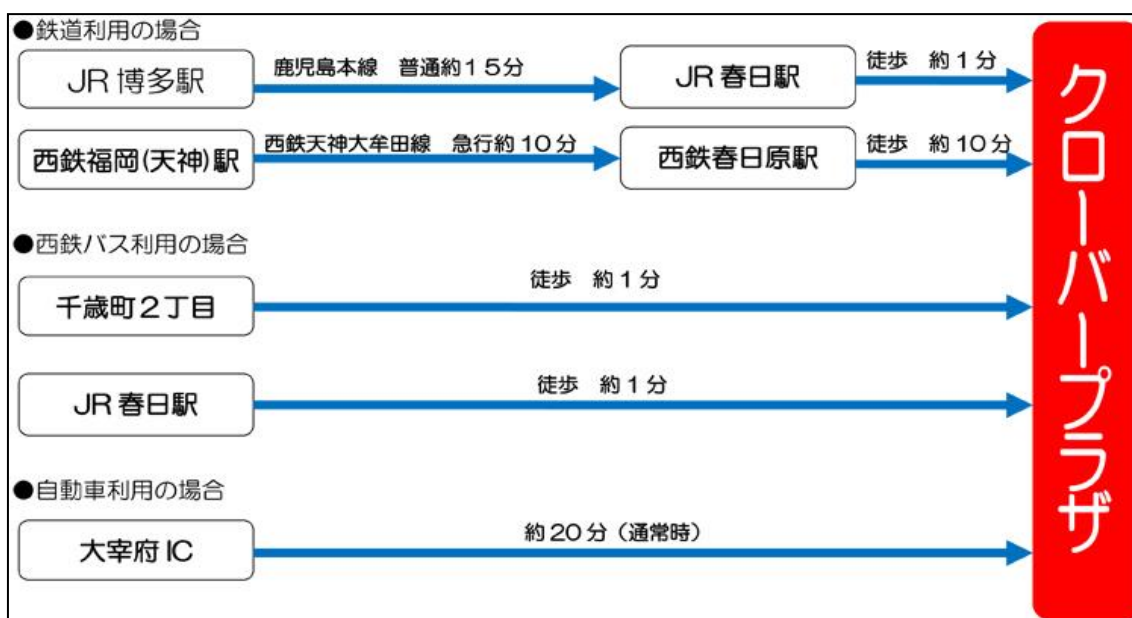 ●鉄道利用の場合
JR博多駅
鹿児島本線　普通約15分
JR春日駅
徒歩　約1分
西鉄福岡(天神)駅
西鉄天神大牟田線　急行約10分
西鉄春日原駅
徒歩　約10分
●西鉄バス利用の場合
千歳町2丁目
徒歩　約1分
JR春日駅
徒歩　約1分
●自動車利用の場合
大宰府IC
約20分（通常時）
クローバープラザ